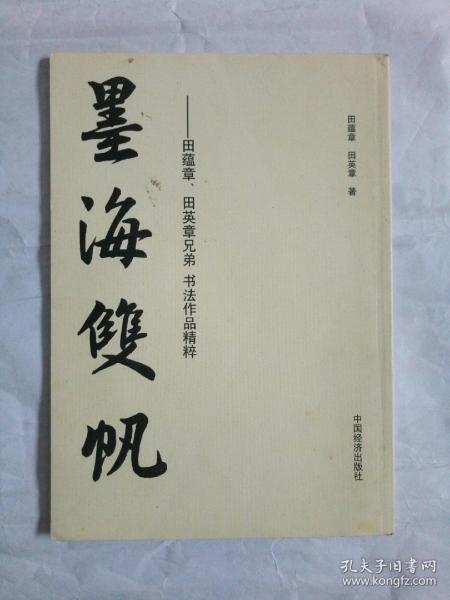 墨海雙帆
——田蕴章、田英章兄弟 书法作品精粹
田蕴章 田英章 著
中国经济出版社
孔夫子旧书网
www.kongfz.com